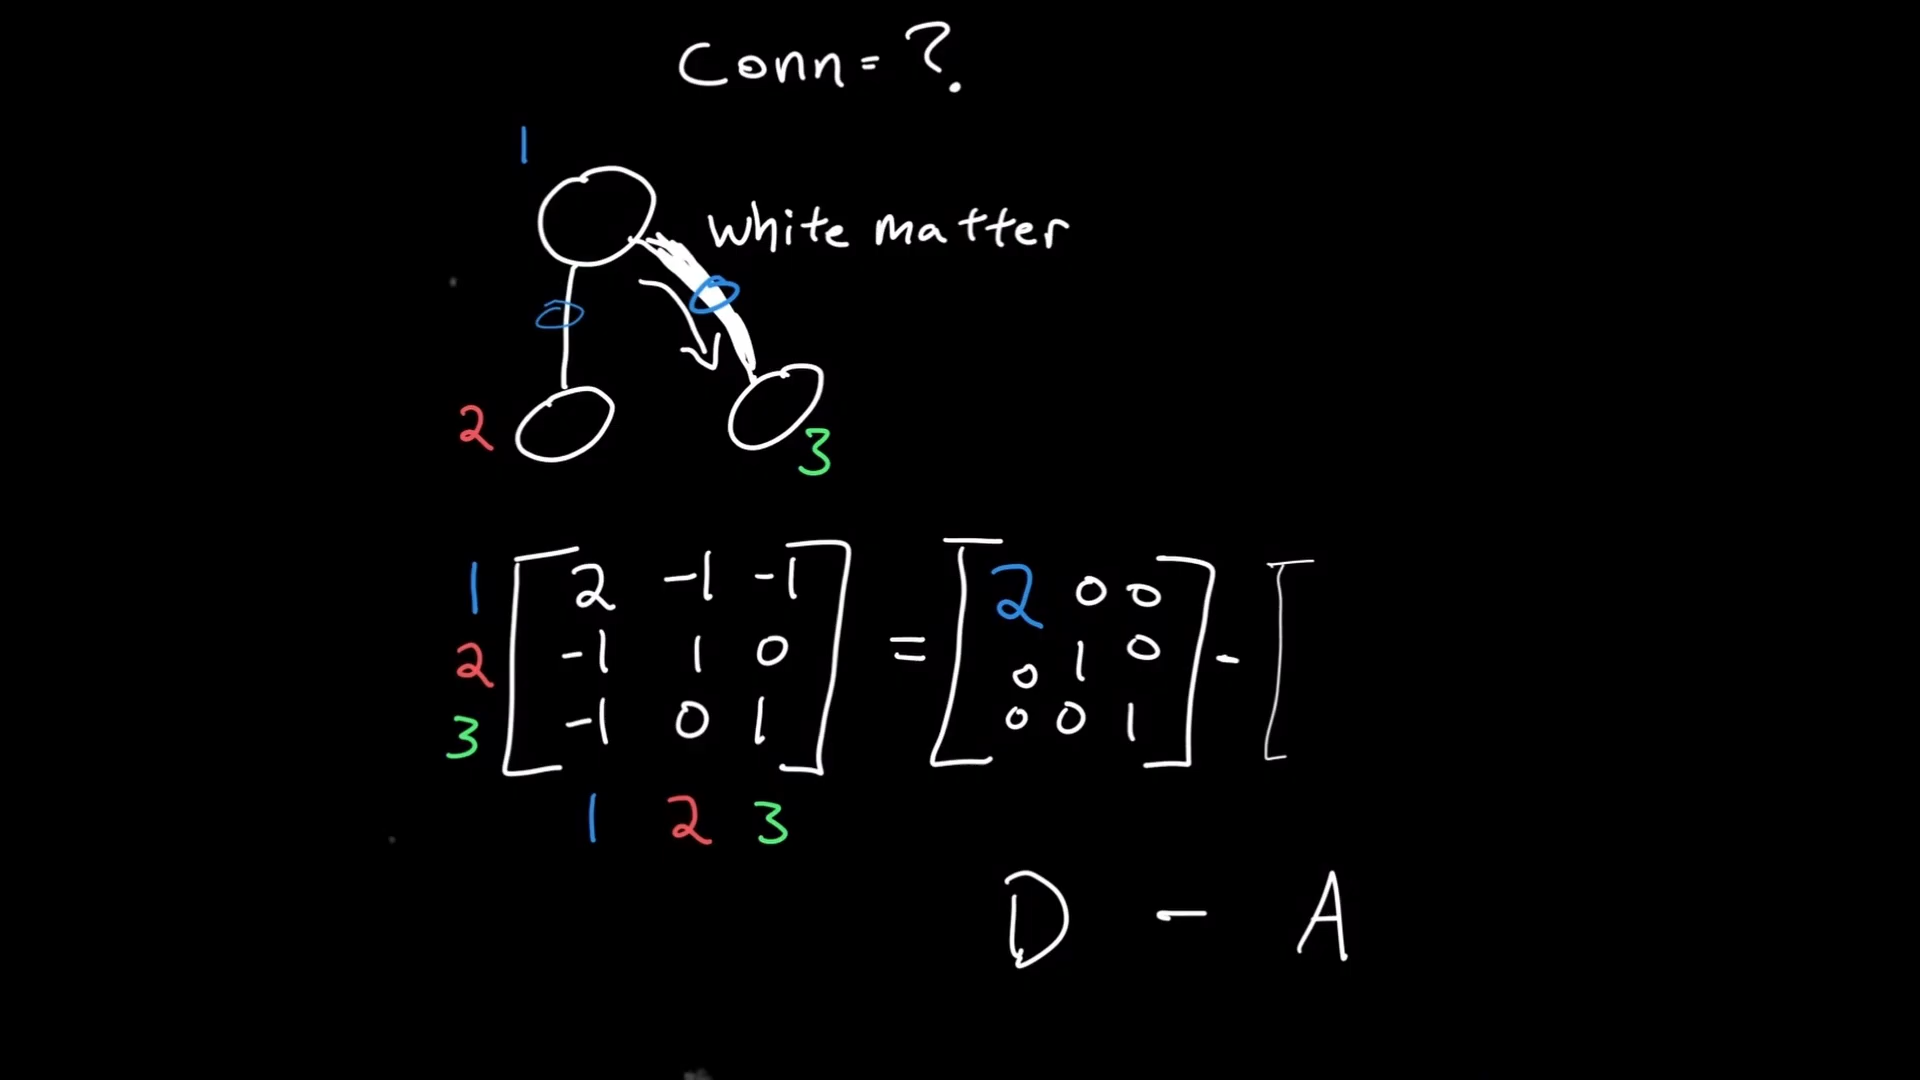 Conn = ?
1
white matter
2
3
1 [ 2 -1 -1 ] = [ 2 0 0 ] - [
2 [ -1 1 0 ] [ 0 1 0 ]
3 [ -1 0 1 ] [ 0 0 1 ]
1 2 3
D - A